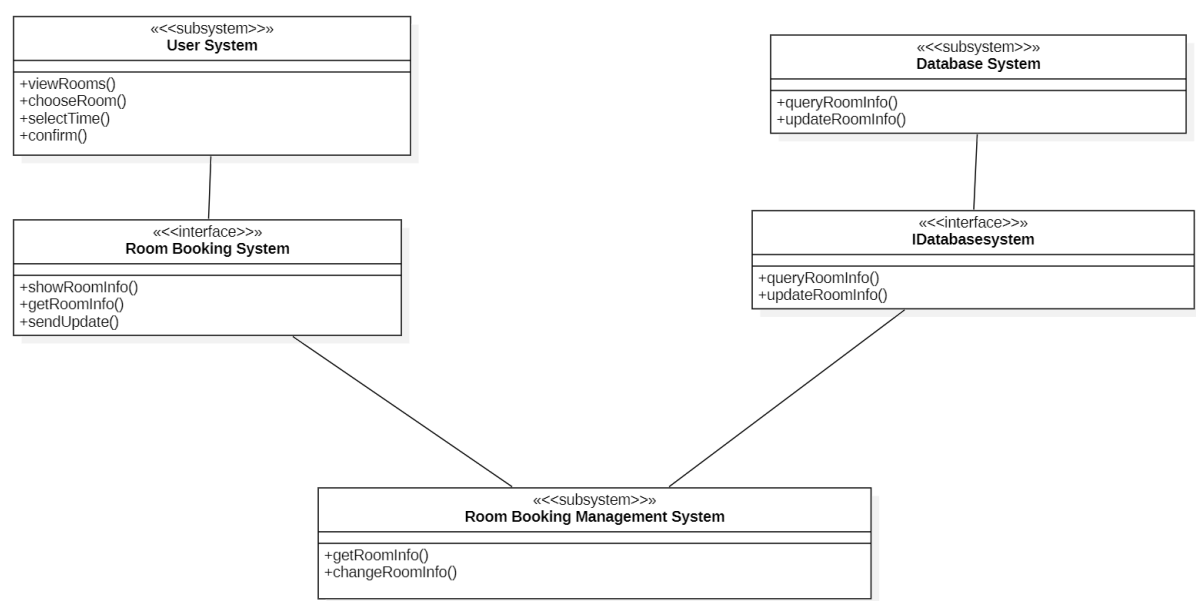 «<<subsystem>>»
User System
+viewRooms()
+chooseRoom()
+selectTime()
+confirm()
«<<subsystem>>»
Database System
+queryRoomInfo()
+updateRoomInfo()
«<<interface>>»
Room Booking System
+showRoomInfo()
+getRoomInfo()
+sendUpdate()
«<<interface>>»
IDatabasesystem
+queryRoomInfo()
+updateRoomInfo()
«<<subsystem>>»
Room Booking Management System
+getRoomInfo()
+changeRoomInfo()